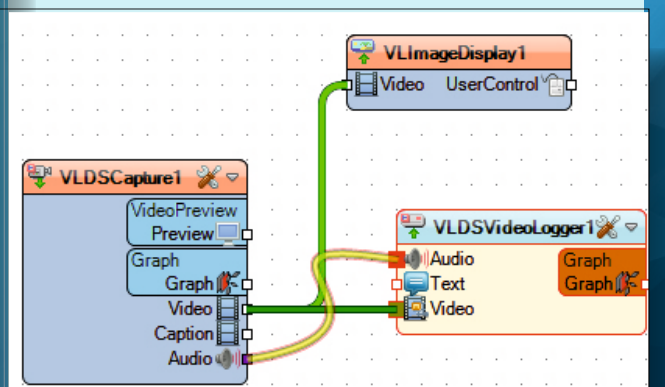 VLImageDisplay1
Video UserControl
VLDSCapture1
VideoPreview
Preview
Graph
Graph
Video
Caption
Audio
VLDSVideoLogger1
Audio Graph
Text Graph
Video